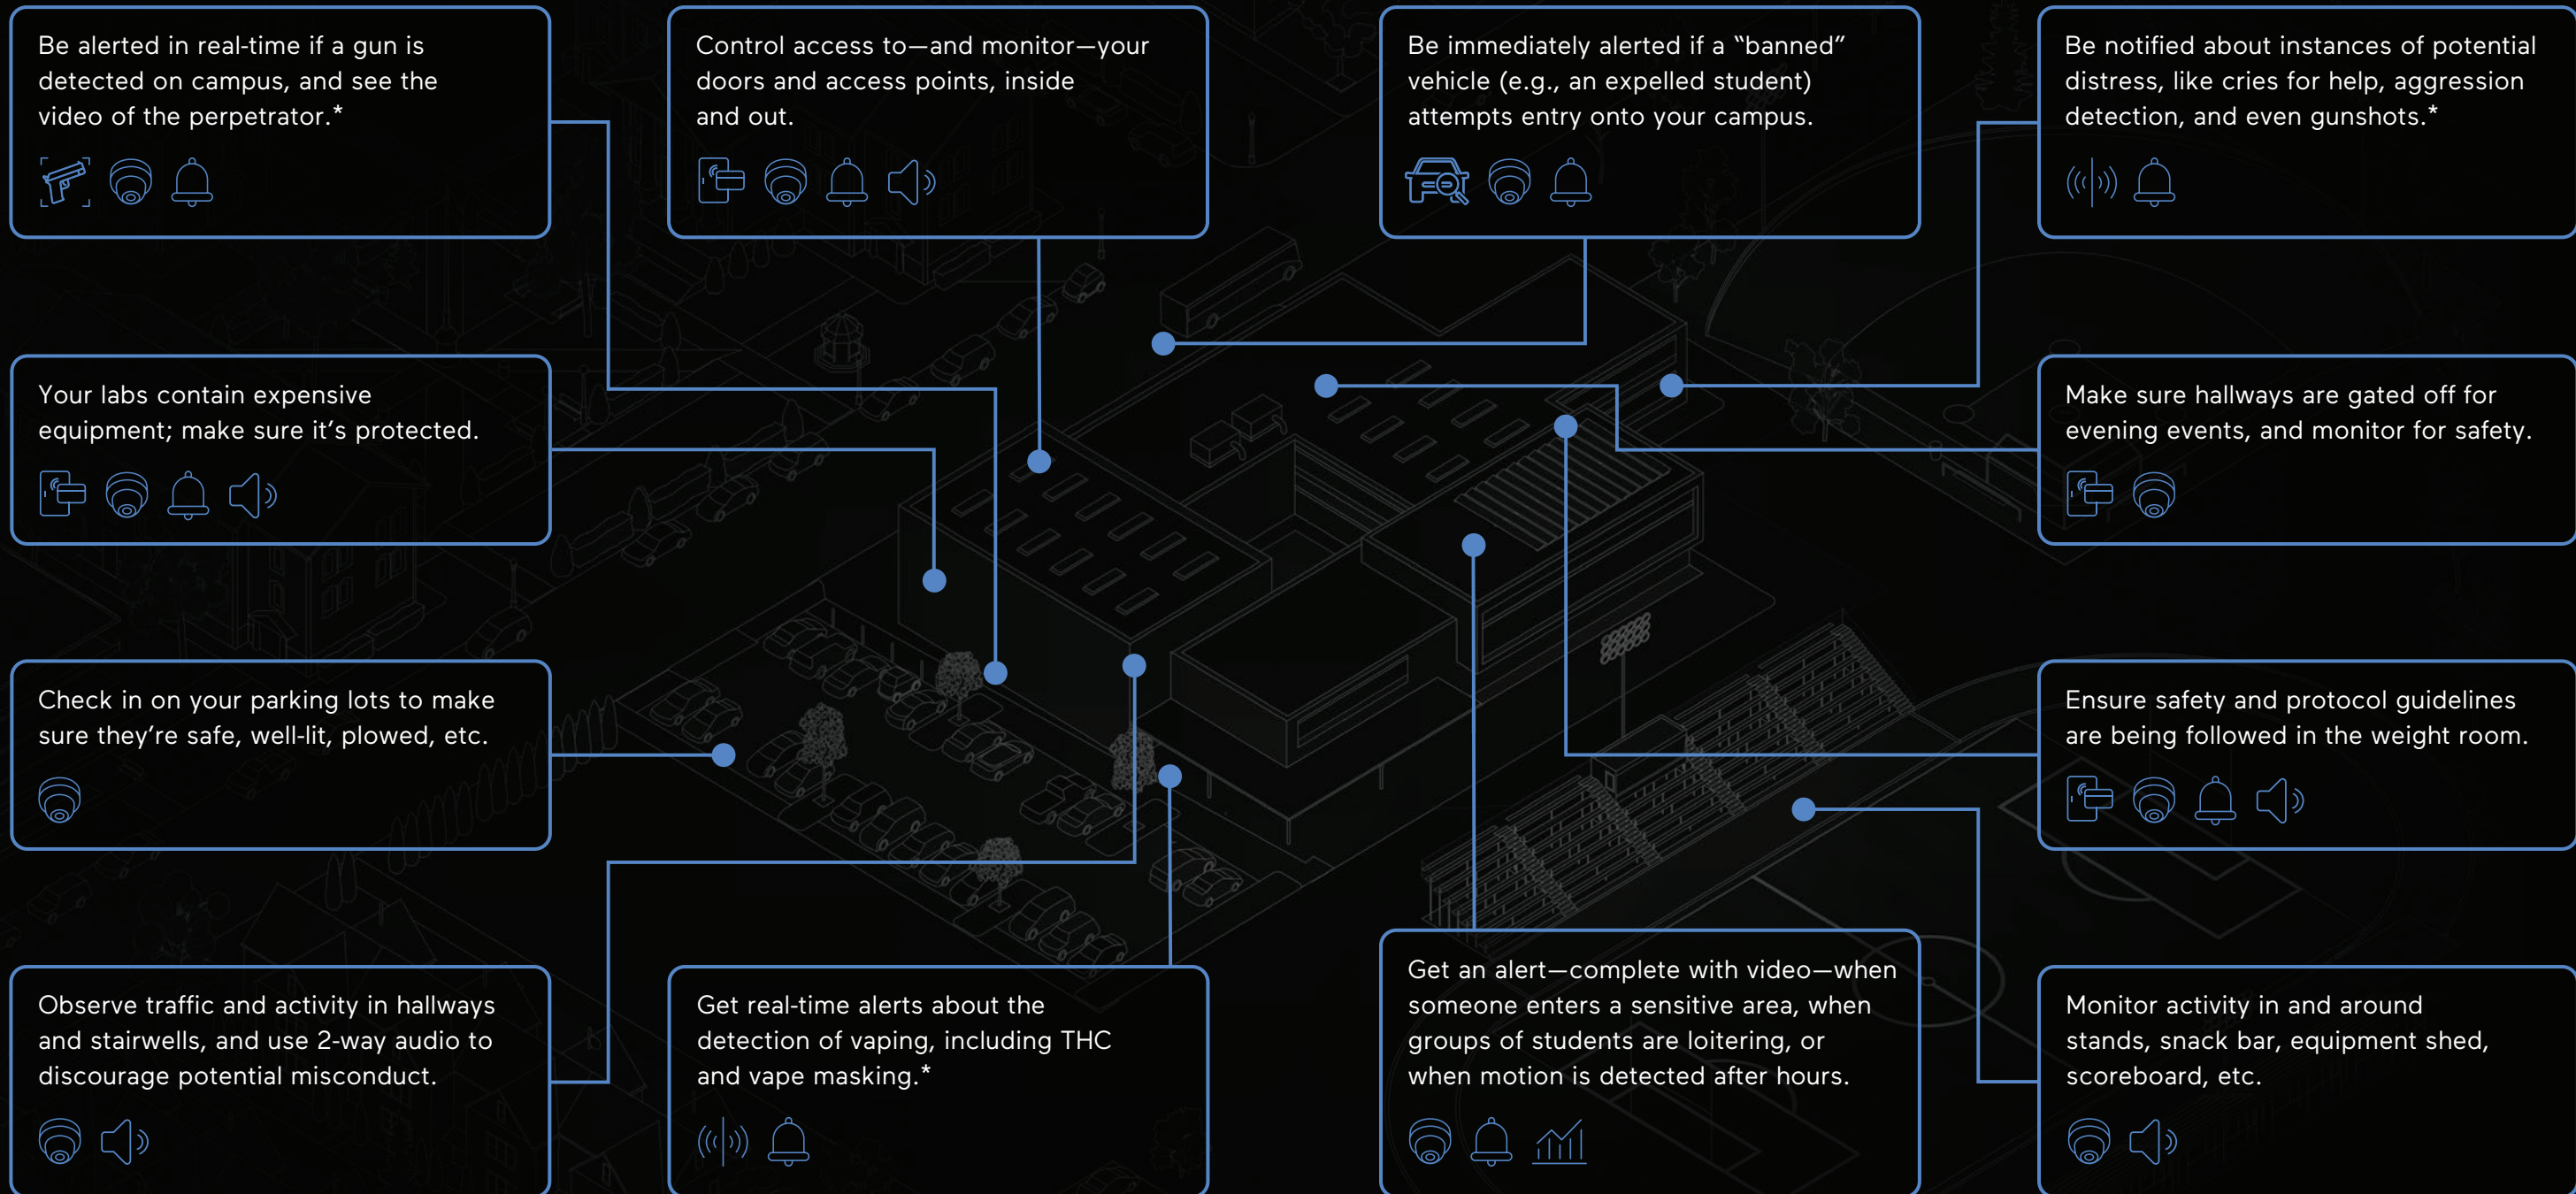 Be alerted in real-time if a gun is
detected on campus, and see the
video of the perpetrator.*
Control access to—and monitor—your
doors and access points, inside
and out.
Be immediately alerted if a “banned”
vehicle (e.g., an expelled student)
attempts entry onto your campus.
Be notified about instances of potential
distress, like cries for help, aggression
detection, and even gunshots.*
Your labs contain expensive
equipment; make sure it’s protected.
Make sure hallways are gated off for
evening events, and monitor for safety.
Check in on your parking lots to make
sure they’re safe, well-lit, plowed, etc.
Ensure safety and protocol guidelines
are being followed in the weight room.
Observe traffic and activity in hallways
and stairwells, and use 2-way audio to
discourage potential misconduct.
Get real-time alerts about the
detection of vaping, including THC
and vape masking.*
Get an alert—complete with video—when
someone enters a sensitive area, when
groups of students are loitering, or
when motion is detected after hours.
Monitor activity in and around
stands, snack bar, equipment shed,
scoreboard, etc.